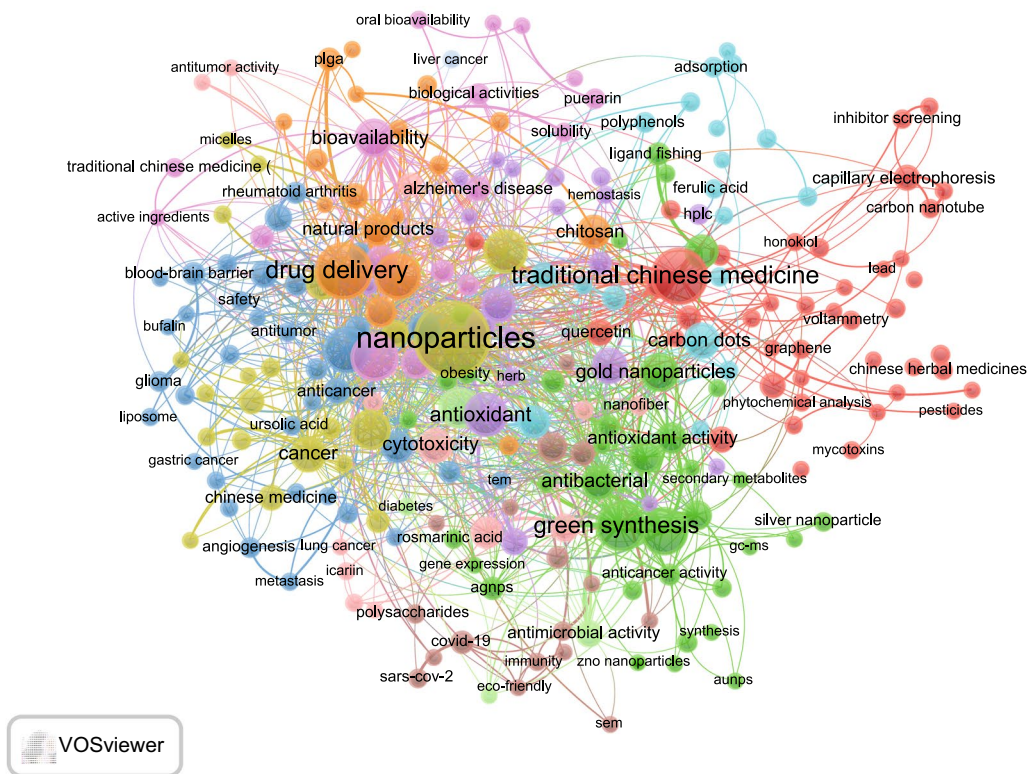 oral bioavailability
plga
liver cancer
antitumor activity
adsorption
biological activities
puerarin
inhibitor screening
micelles
bioavailability
solubility
polyphenols
ligand fishing
traditional chinese medicine (
rheumatoid arthritis
alzheimer's disease
hemostasis
ferulic acid
capillary electrophoresis
active ingredients
natural products
chitosan
hplc
carbon nanotube
honokiol
blood-brain barrier
drug delivery
traditional chinese medicine
lead
safety
bufalin
antitumor
nanoparticles
quercetin
carbon dots
voltammetry
graphene
glioma
anticancer
obesity
herb
gold nanoparticles
chinese herbal medicines
liposome
antioxidant
nanofiber
phytochemical analysis
pesticides
ursolic acid
cancer
cytotoxicity
antioxidant activity
mycotoxins
gastric cancer
tem
antibacterial
secondary metabolites
chinese medicine
diabetes
angiogenesis
lung cancer
rosmarinic acid
green synthesis
silver nanoparticle
gc-ms
metastasis
icariin
gene expression
agnps
anticancer activity
polysaccharides
covid-19
antimicrobial activity
synthesis
sars-cov-2
immunity
zno nanoparticles
eco-friendly
aunps
sem
VOSviewer